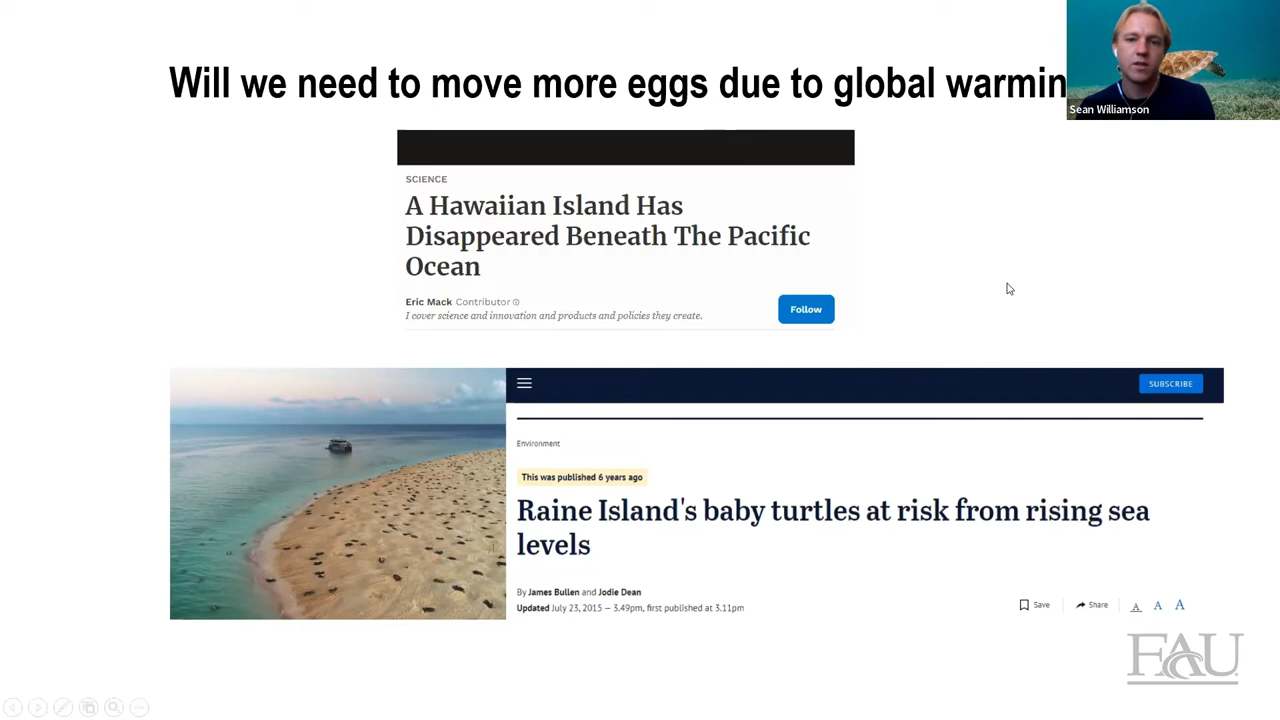 Will we need to move more eggs due to global warmin
Sean Williamson
SCIENCE
A Hawaiian Island Has
Disappeared Beneath The Pacific
Ocean
Eric Mack Contributor
I cover science and innovation and products and policies they create.
Follow
SUBSCRIBE
Environment
This was published 6 years ago
Raine Island's baby turtles at risk from rising sea
levels
By James Bullen and Jodie Dean
Updated July 23, 2015 — 3.49pm, first published at 3.11pm
Save Share A A A
FAU